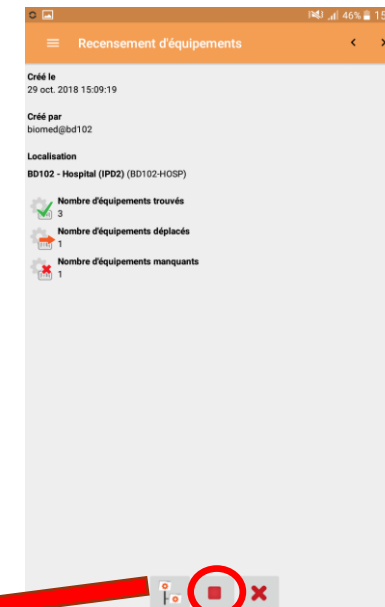 46% 15
Recensement d'équipements
Créé le
29 oct. 2018 15:09:19
Créé par
biomed@bd102
Localisation
BD102 - Hospital (IPD2) (BD102-HOSP)
Nombre d'équipements trouvés
3
Nombre d'équipements déplacés
1
Nombre d'équipements manquants
1